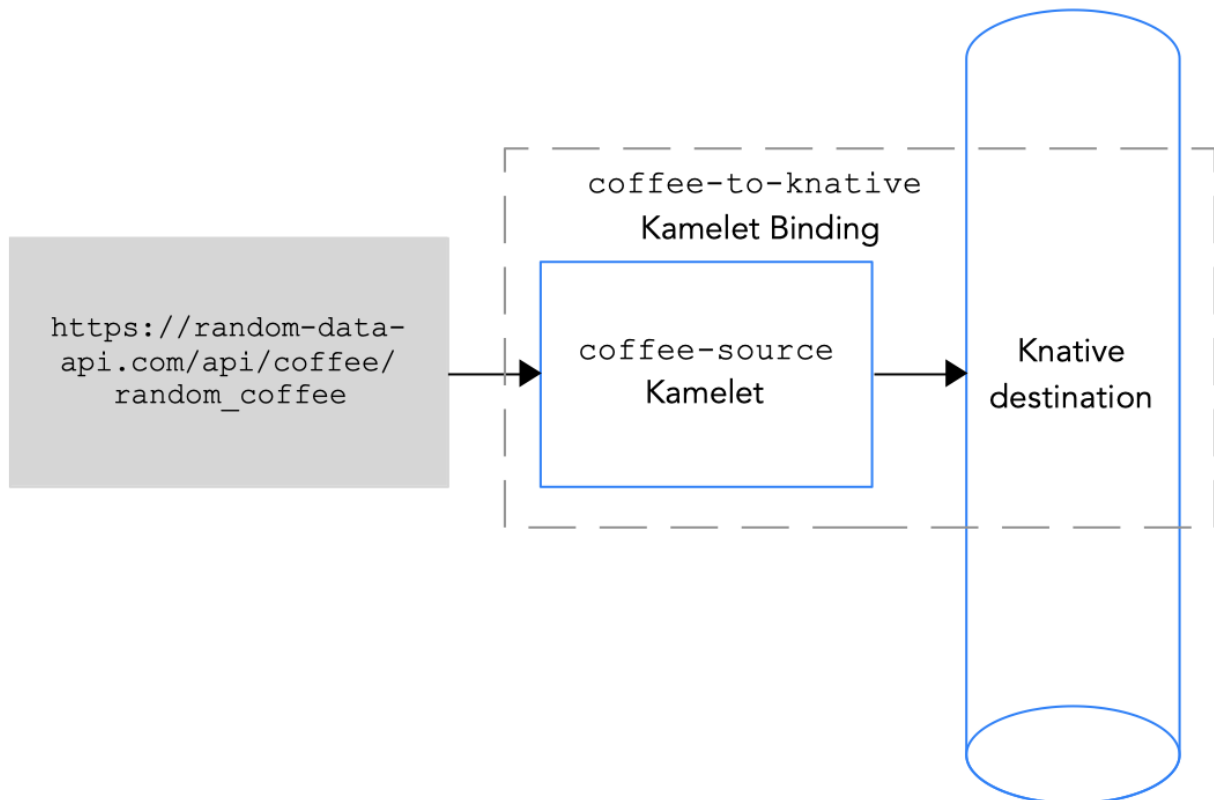 https://random-data-
api.com/api/coffee/
random_coffee
coffee-to-knative
Kamelet Binding
coffee-source
Kamelet
Knative
destination